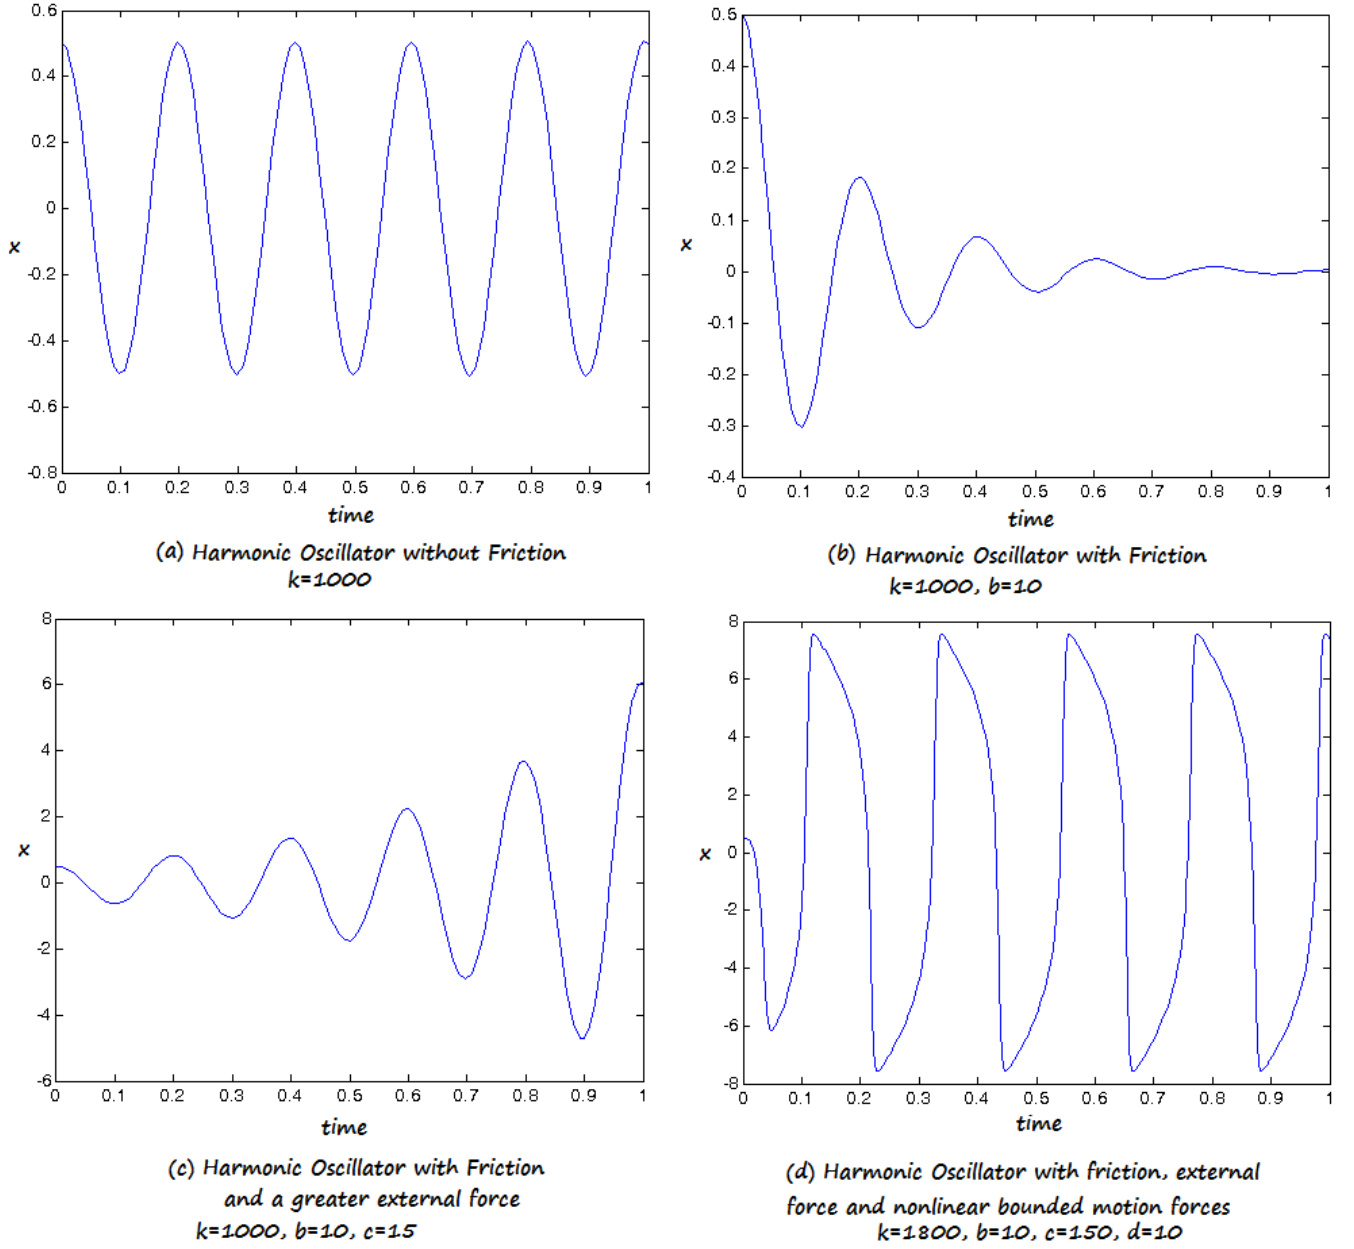 0.6
0.4
0.2
0
-0.2
-0.4
-0.6
-0.8
x
0 0.1 0.2 0.3 0.4 0.5 0.6 0.7 0.8 0.9 1
time
(a) Harmonic Oscillator without Friction
k=1000
0.5
0.4
0.3
0.2
0.1
0
-0.1
-0.2
-0.3
-0.4
x
0 0.1 0.2 0.3 0.4 0.5 0.6 0.7 0.8 0.9 1
time
(b) Harmonic Oscillator with Friction
k=1000, b=10
8
6
4
2
0
-2
-4
-6
x
0 0.1 0.2 0.3 0.4 0.5 0.6 0.7 0.8 0.9 1
time
(c) Harmonic Oscillator with Friction
and a greater external force
k=1000, b=10, c=15
8
6
4
2
0
-2
-4
-6
-8
x
0 0.1 0.2 0.3 0.4 0.5 0.6 0.7 0.8 0.9 1
time
(d) Harmonic Oscillator with friction, external
force and nonlinear bounded motion forces
k=1800, b=10, c=150, d=10